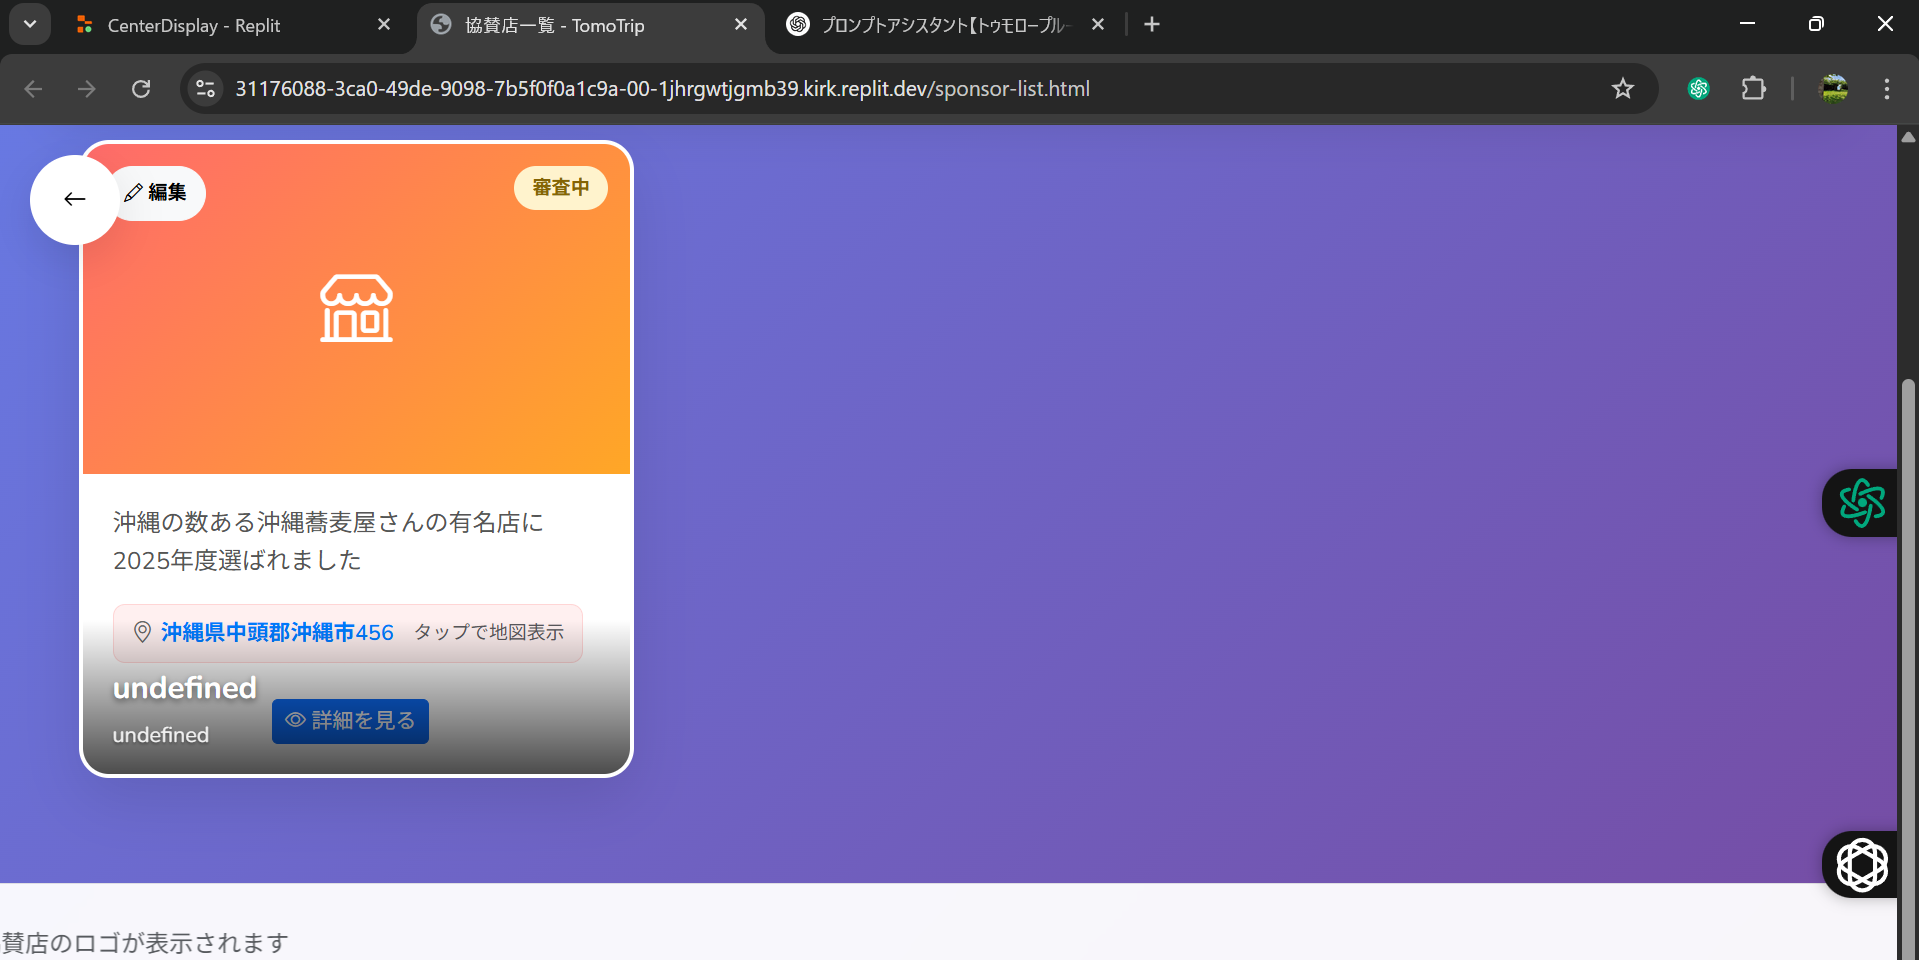 CenterDisplay - Replit
協賛店一覧 - TomoTrip
プロンプトアシスタント【トゥモロープルー
31176088-3ca0-49de-9098-7b5f0f0a1c9a-00-1jhrgwtjgmb39.kirk.replit.dev/sponsor-list.html
編集
審査中
沖縄の数ある沖縄蕎麦屋さんの有名店に
2025年度選ばれました
沖縄県中頭郡沖縄市456 タップで地図表示
undefined
詳細を見る
undefined
賛店のロゴが表示されます